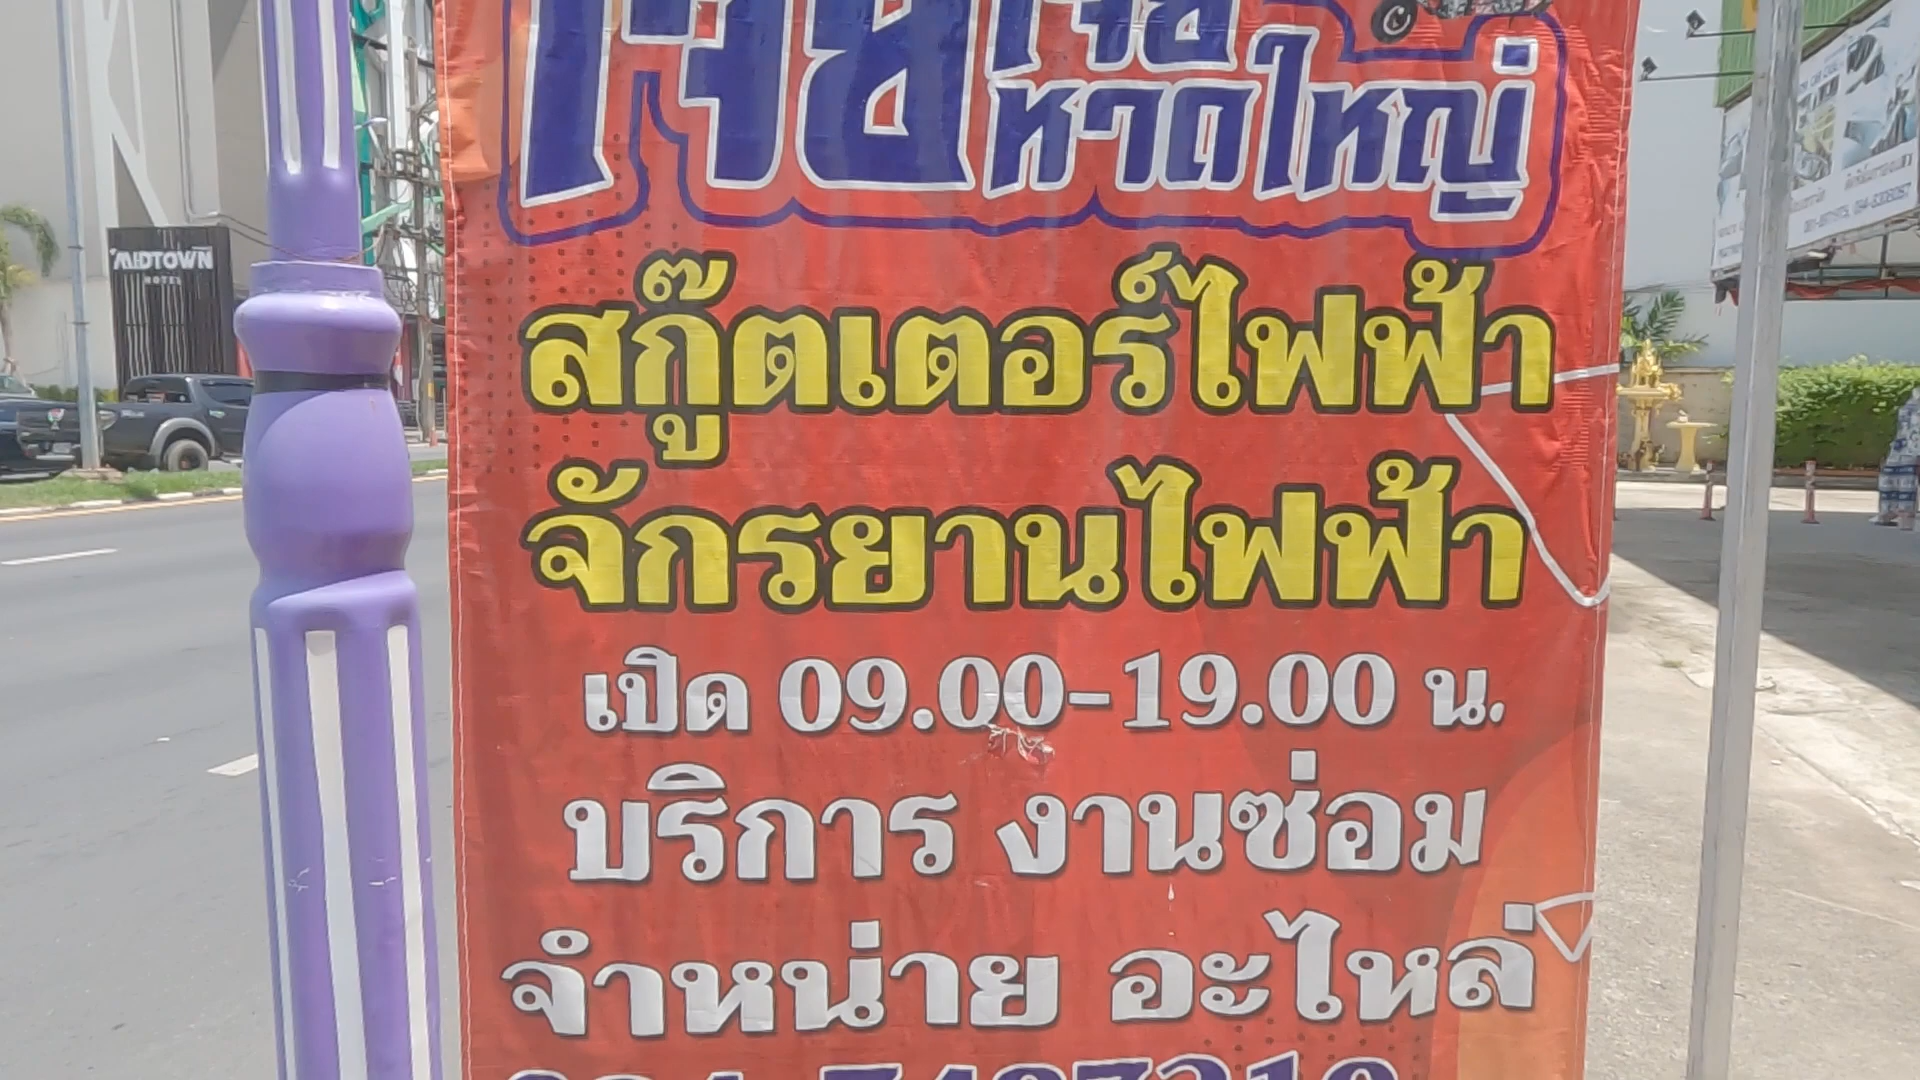 หาดใหญ่
สกู๊ตเตอร์ไฟฟ้า
จักรยานไฟฟ้า
เปิด 09.00-19.00 น.
บริการ งานซ่อม
จำหน่าย อะไหล่
MIDTOWN
HOTEL